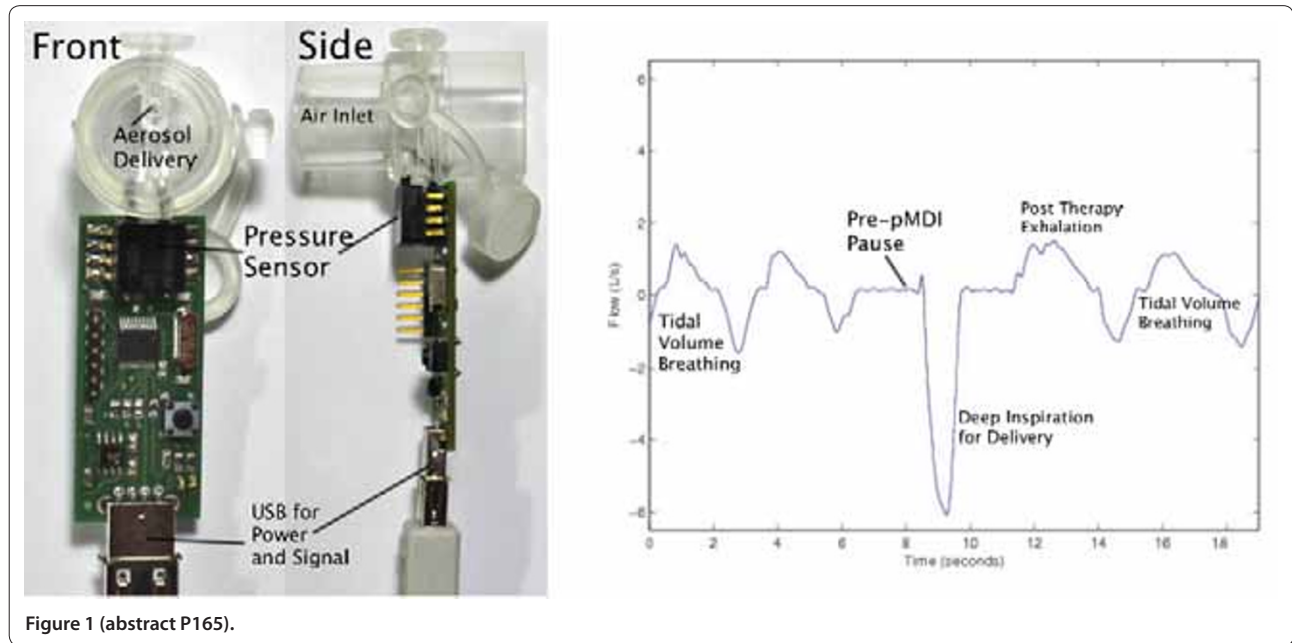 Front
Side
Aerosol
Delivery
Air Inlet
Pressure
Sensor
USB for
Power
and Signal
6
4
2
0
-2
-4
-6
Flow (L/s)
0 2 4 6 8 10 12 14 16 18
Time (seconds)
Tidal
Volume
Breathing
Pre-pMDI
Pause
Deep Inspiration
for Delivery
Post Therapy
Exhalation
Tidal Volume
Breathing
Figure 1 (abstract P165).